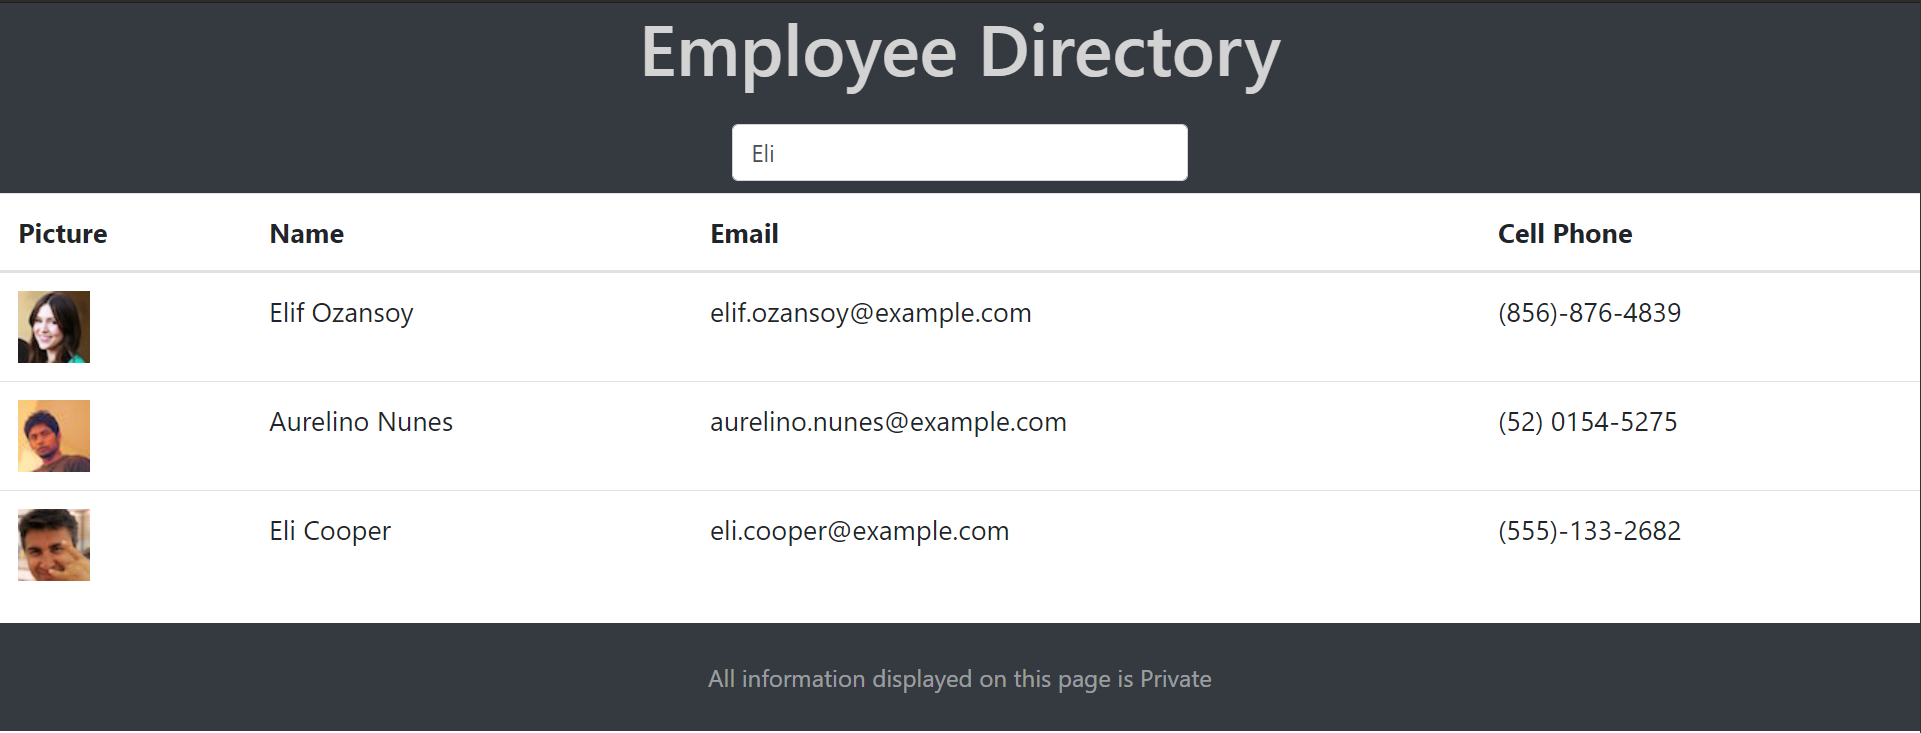 Employee Directory
Eli
Picture Name Email Cell Phone
Elif Ozansoy elif.ozansoy@example.com (856)-876-4839
Aurelino Nunes aurelino.nunes@example.com (52) 0154-5275
Eli Cooper eli.cooper@example.com (555)-133-2682
All information displayed on this page is Private